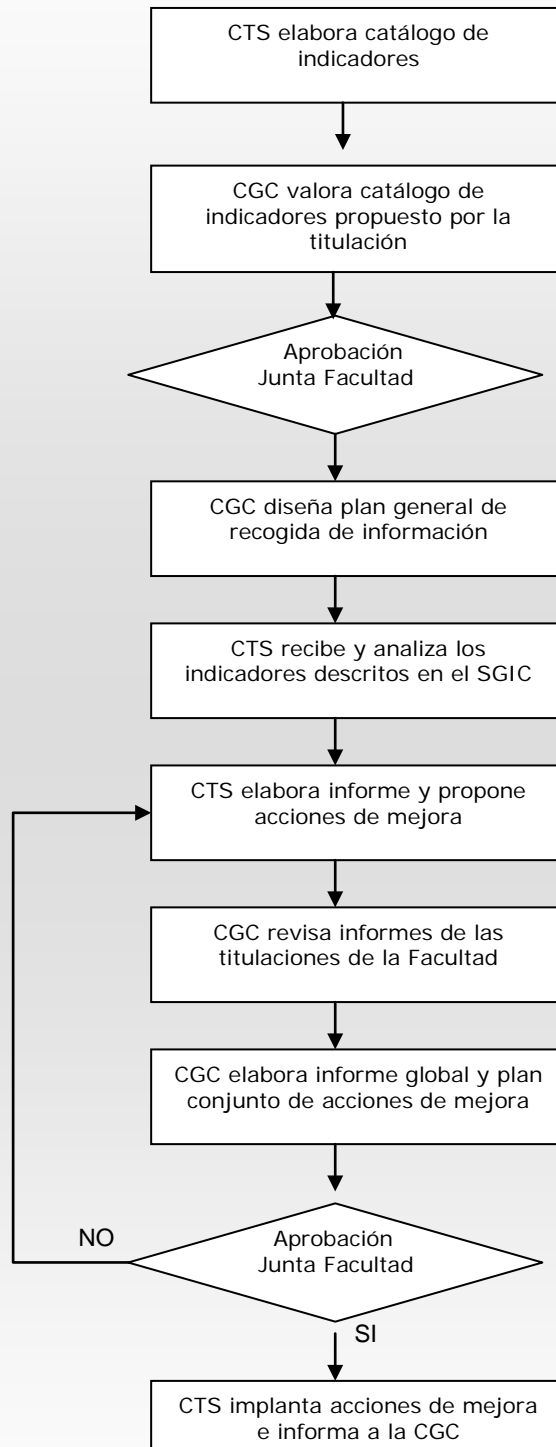 CTS elabora catálogo de
indicadores
CGC valora catálogo de
indicadores propuesto por la
titulación
Aprobación
Junta Facultad
CGC diseña plan general de
recogida de información
CTS recibe y analiza los
indicadores descritos en el SGIC
CTS elabora informe y propone
acciones de mejora
CGC revisa informes de las
titulaciones de la Facultad
CGC elabora informe global y plan
conjunto de acciones de mejora
NO
Aprobación
Junta Facultad
SI
CTS implanta acciones de mejora
e informa a la CGC